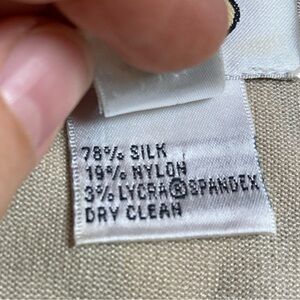 78% SILK
19% NYLON
3% LYCRA®SPANDEX
DRY CLEAN